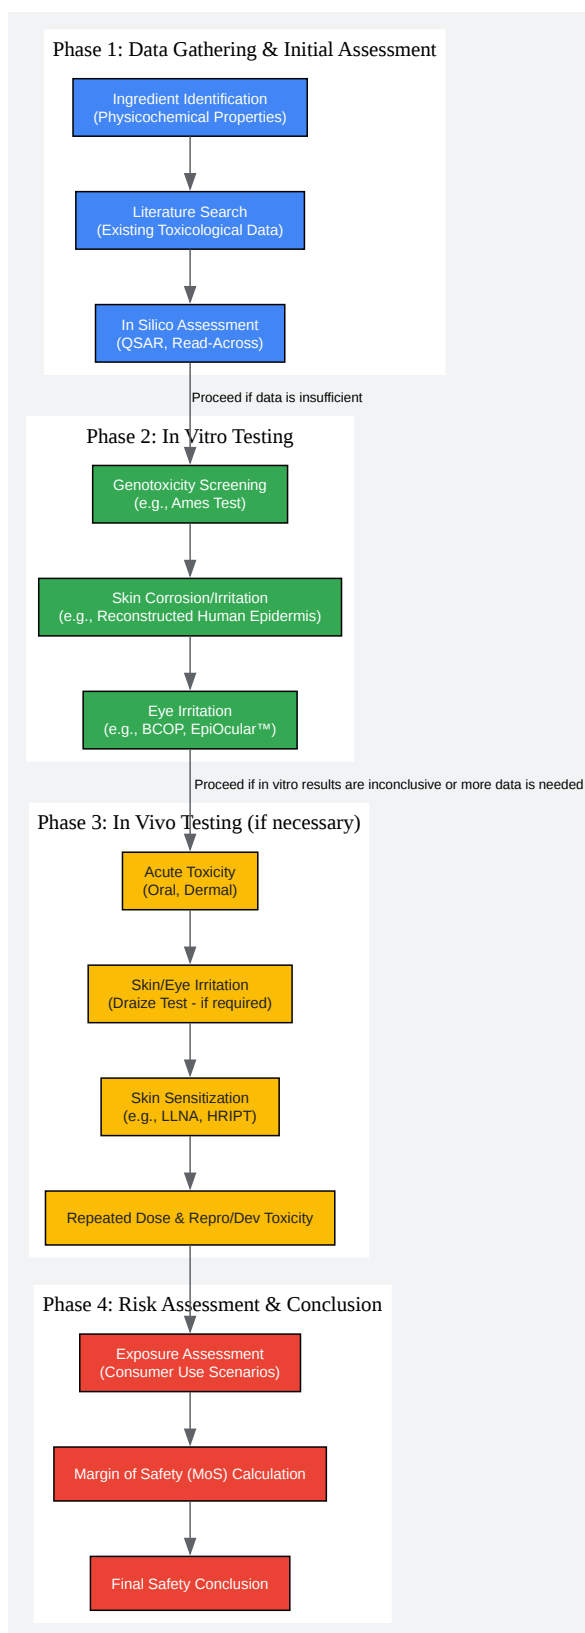 Phase 1: Data Gathering & Initial Assessment
Ingredient Identification
(Physicochemical Properties)
Literature Search
(Existing Toxicological Data)
In Silico Assessment
(QSAR, Read-Across)
Proceed if data is insufficient
Phase 2: In Vitro Testing
Genotoxicity Screening
(e.g., Ames Test)
Skin Corrosion/Irritation
(e.g., Reconstructed Human Epidermis)
Eye Irritation
(e.g., BCOP, EpiOcular™)
Proceed if in vitro results are inconclusive or more data is needed
Phase 3: In Vivo Testing (if necessary)
Acute Toxicity
(Oral, Dermal)
Skin/Eye Irritation
(Draize Test - if required)
Skin Sensitization
(e.g., LLNA, HRIPT)
Repeated Dose & Repro/Dev Toxicity
Phase 4: Risk Assessment & Conclusion
Exposure Assessment
(Consumer Use Scenarios)
Margin of Safety (MoS) Calculation
Final Safety Conclusion